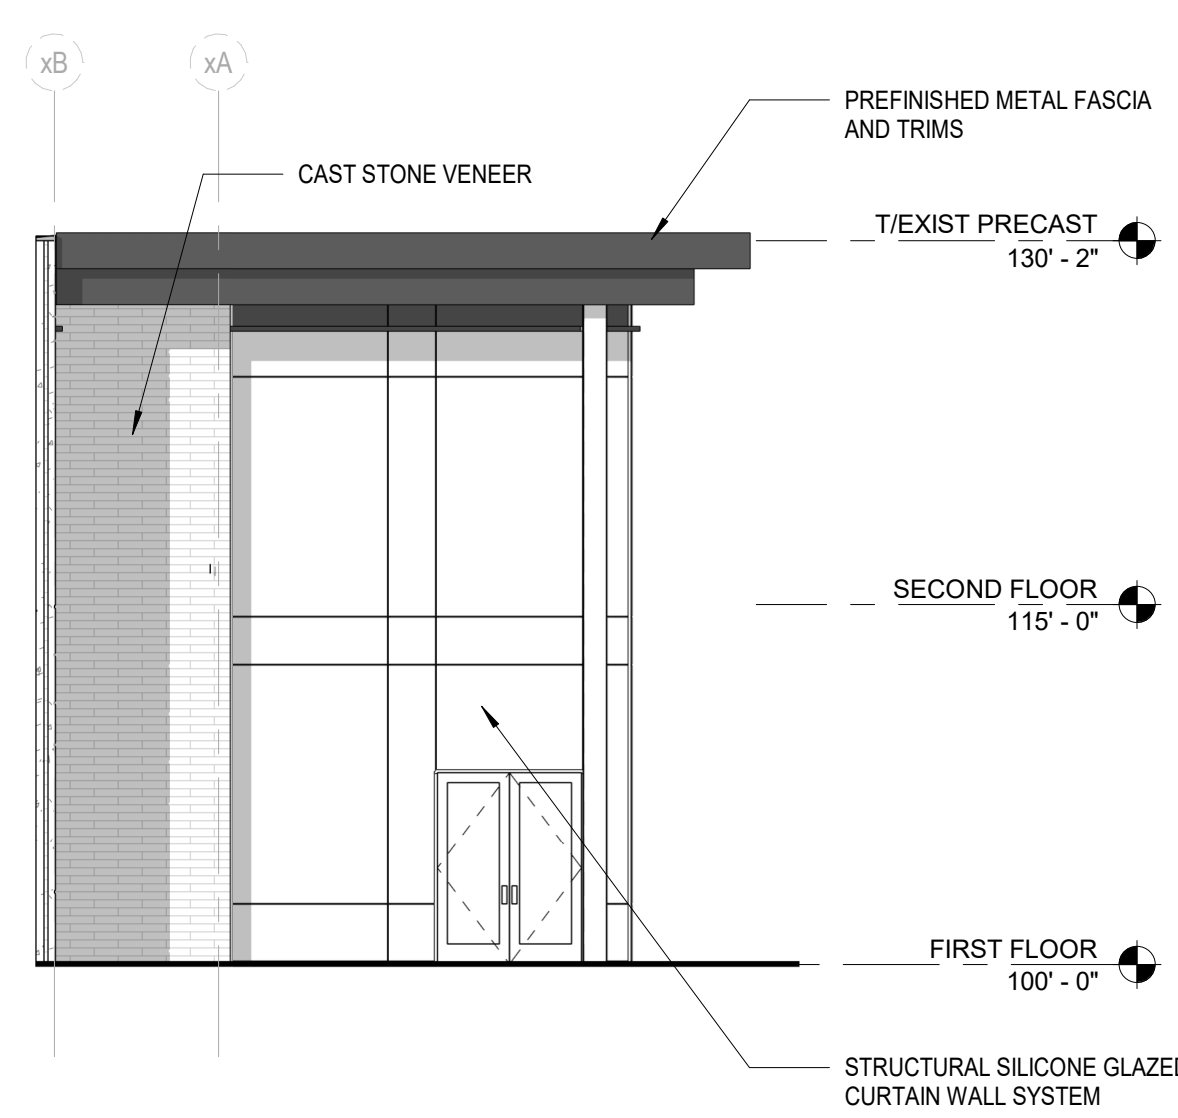 xB
xA
PREFINISHED METAL FASCIA
AND TRIMS
CAST STONE VENEER
T/EXIST PRECAST
130' - 2"
SECOND FLOOR
115' - 0"
FIRST FLOOR
100' - 0"
STRUCTURAL SILICONE GLAZED
CURTAIN WALL SYSTEM